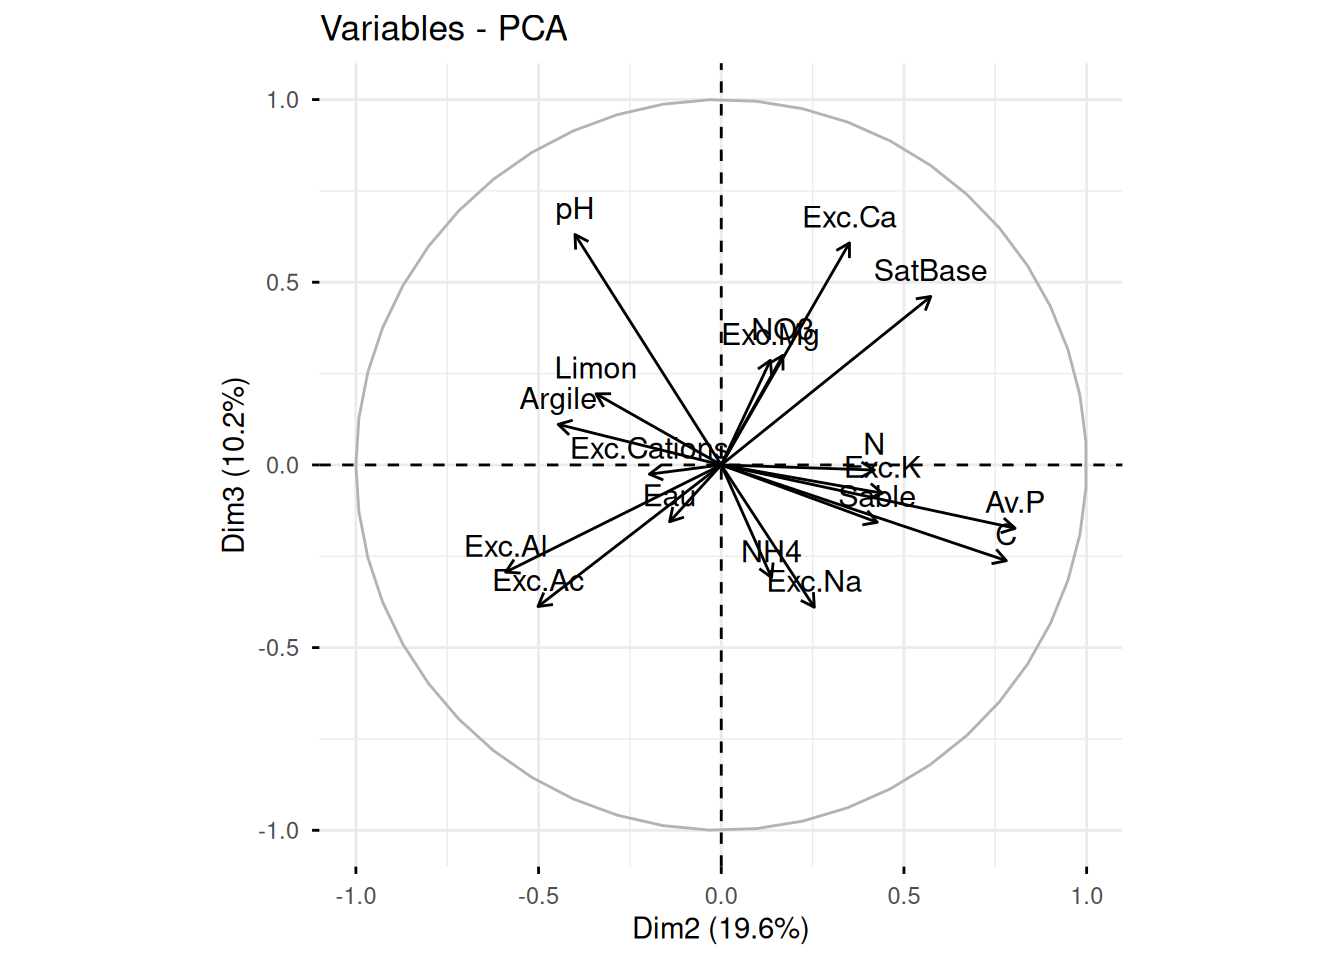 Variables - PCA
1.0
0.5
0.0
-0.5
-1.0
Dim3 (10.2%)
pH
Exc.Ca
SatBase
NO3
Exc.Mg
Limon
Argile
Exc.Cations
N
Exc.K
Eau
Sable
Av.P
C
Exc.Al
NH4
Exc.Ac
Exc.Na
-1.0
-0.5
0.0
0.5
1.0
Dim2 (19.6%)